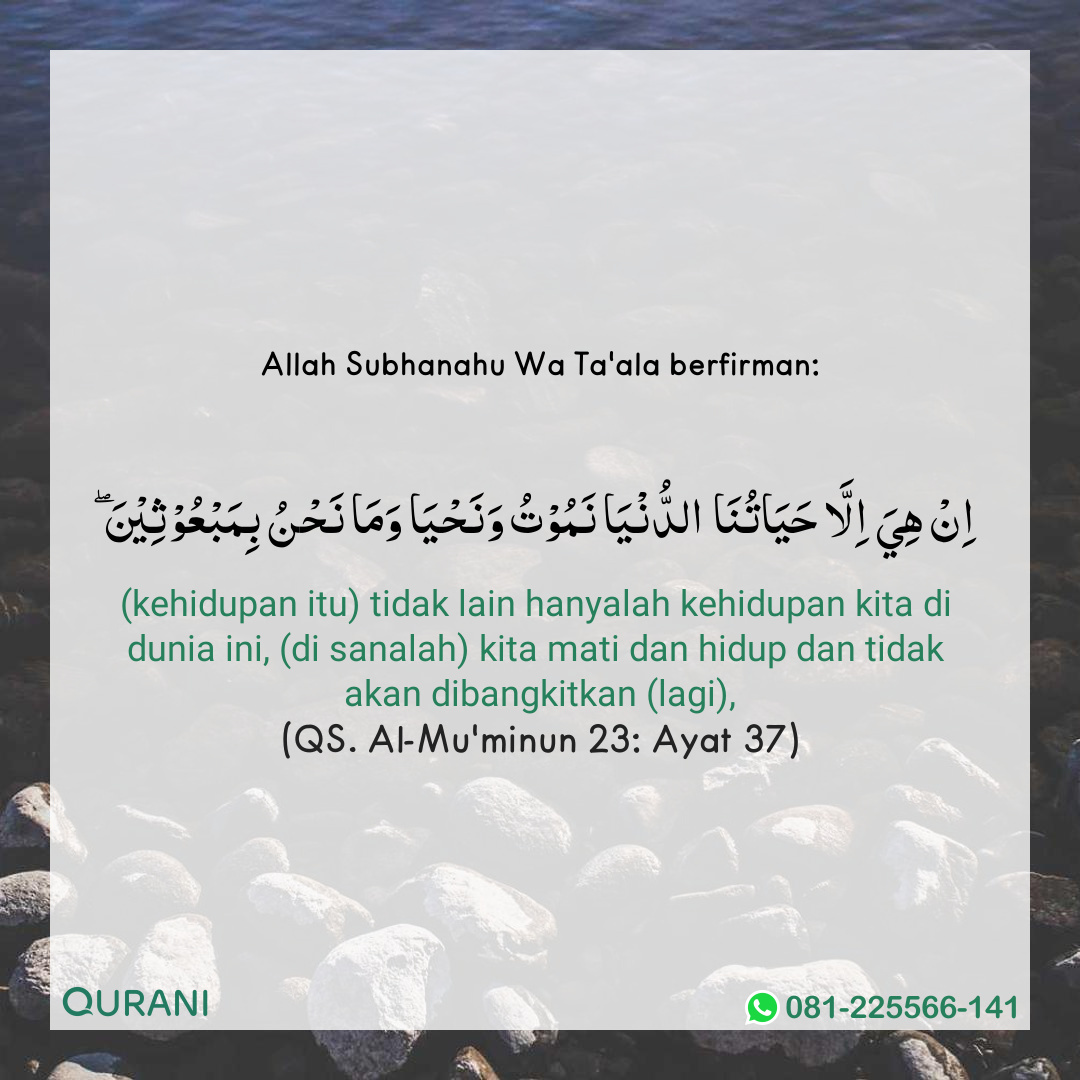 Allah Subhanahu Wa Ta'ala berfirman:
اِنْ هِيَ اِلَّا حَيَاتُنَا الدُّنْيَا نَمُوْتُ وَنَحْيَا وَمَا نَحْنُ بِمَبْعُوْثِيْنَ ۖ
(kehidupan itu) tidak lain hanyalah kehidupan kita di
dunia ini, (di sanalah) kita mati dan hidup dan tidak
akan dibangkitkan (lagi),
(QS. Al-Mu'minun 23: Ayat 37)
QURANI
081-225566-141